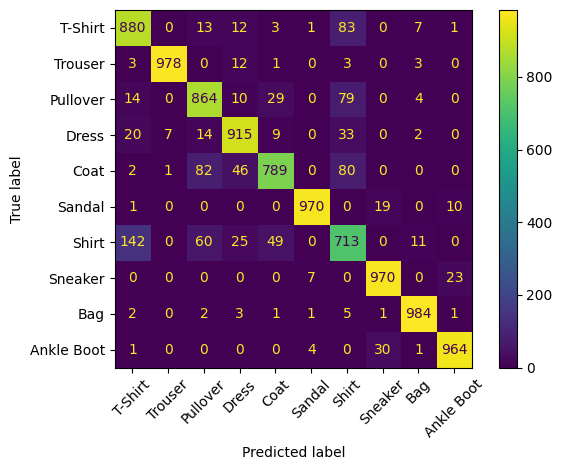 T-Shirt 880 0 13 12 3 1 83 0 7 1
Trouser 3 978 0 12 1 0 3 0 3 0
Pullover 14 0 864 10 29 0 79 0 4 0
Dress 20 7 14 915 9 0 33 0 2 0
Coat 2 1 82 46 789 0 80 0 0 0
Sandal 1 0 0 0 0 970 0 19 0 10
Shirt 142 0 60 25 49 0 713 0 11 0
Sneaker 0 0 0 0 0 7 0 970 0 23
Bag 2 0 2 3 1 1 5 1 984 1
Ankle Boot 1 0 0 0 0 4 0 30 1 964
T-Shirt Trouser Pullover Dress Coat Sandal Shirt Sneaker Bag Ankle Boot
Predicted label
True label
800
600
400
200
0